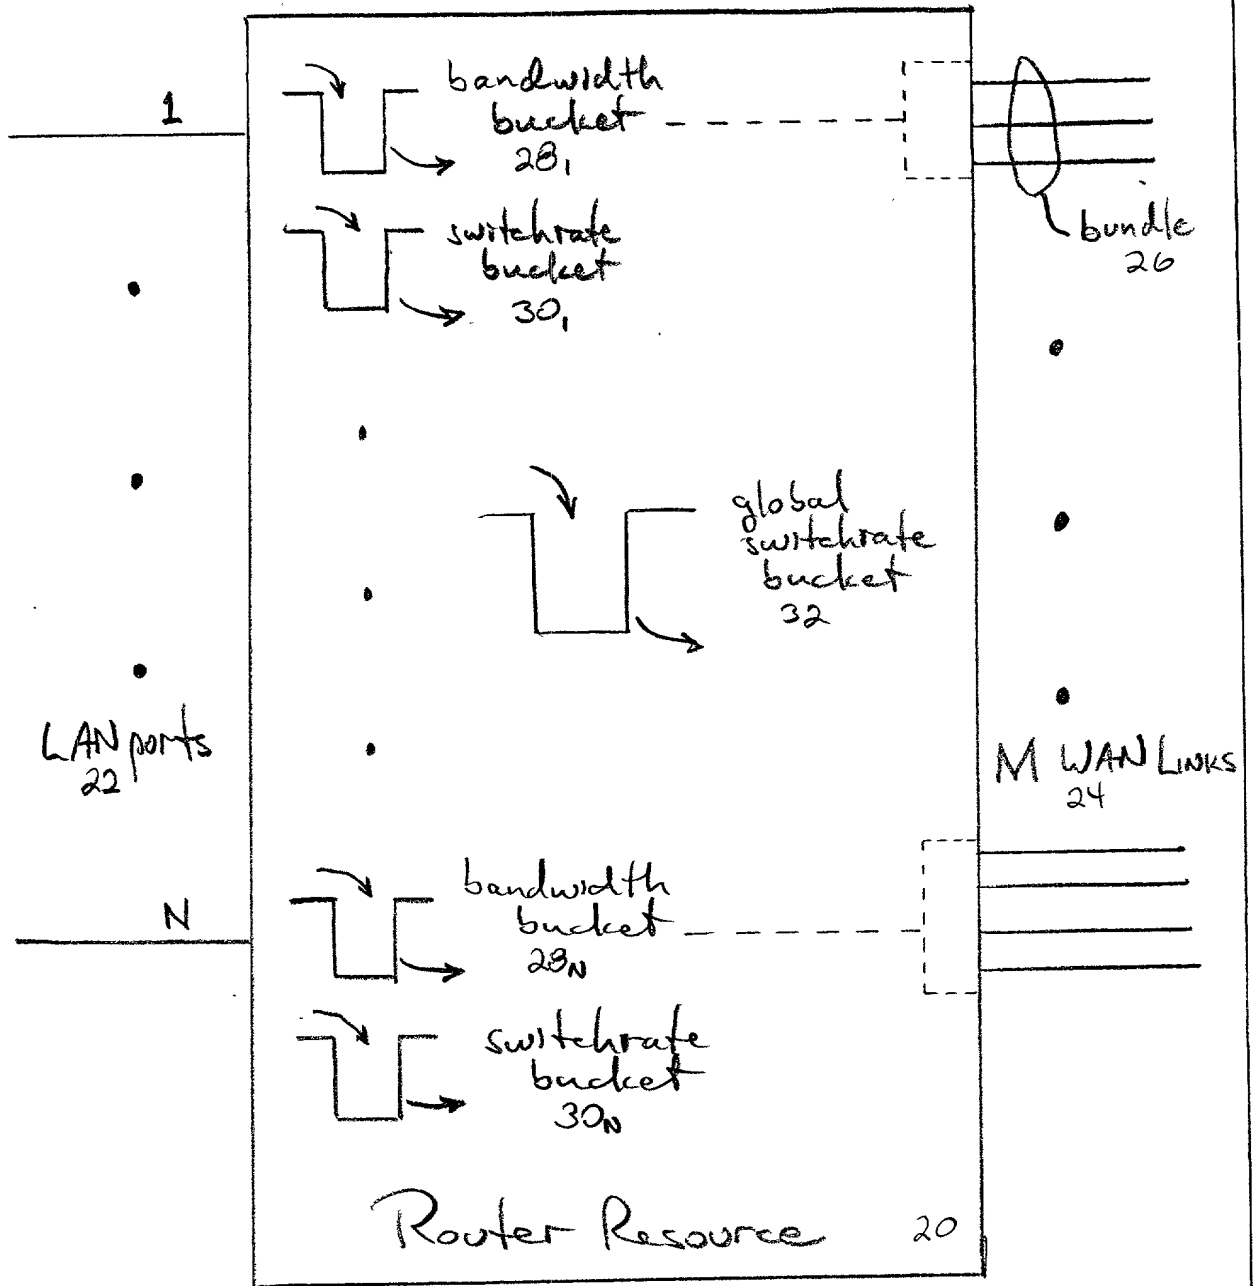 1
bandwidth
bucket
28₁
switchrate
bucket
30₁
bundle
26
global
switchrate
bucket
32
LAN ports
22
M WAN LINKS
24
N
bandwidth
bucket
28N
switchrate
bucket
30N
Router Resource 20